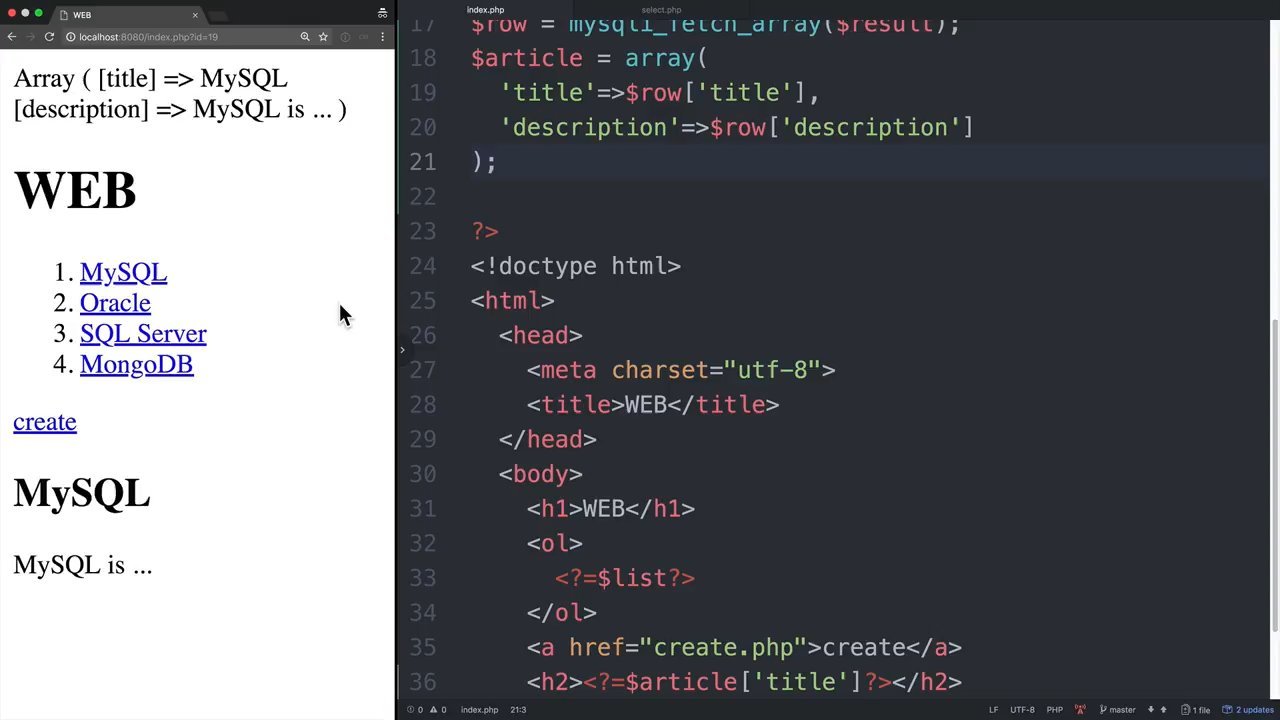 WEB
localhost:8080/index.php?id=19
Array ( [title] => MySQL
[description] => MySQL is ... )
WEB
1. MySQL
2. Oracle
3. SQL Server
4. MongoDB
create
MySQL
MySQL is ...
index.php
select.php
17 $row = mysqli_fetch_array($result);
18 $article = array(
19 'title'=>$row['title'],
20 'description'=>$row['description']
21 );
22
23 ?>
24 <!doctype html>
25 <html>
26 <head>
27 <meta charset="utf-8">
28 <title>WEB</title>
29 </head>
30 <body>
31 <h1>WEB</h1>
32 <ol>
33 <?=$list?>
34 </ol>
35 <a href="create.php">create</a>
36 <h2><?=$article['title']?></h2>
0 0 index.php 21:3 LF UTF-8 PHP master 1 file 2 updates